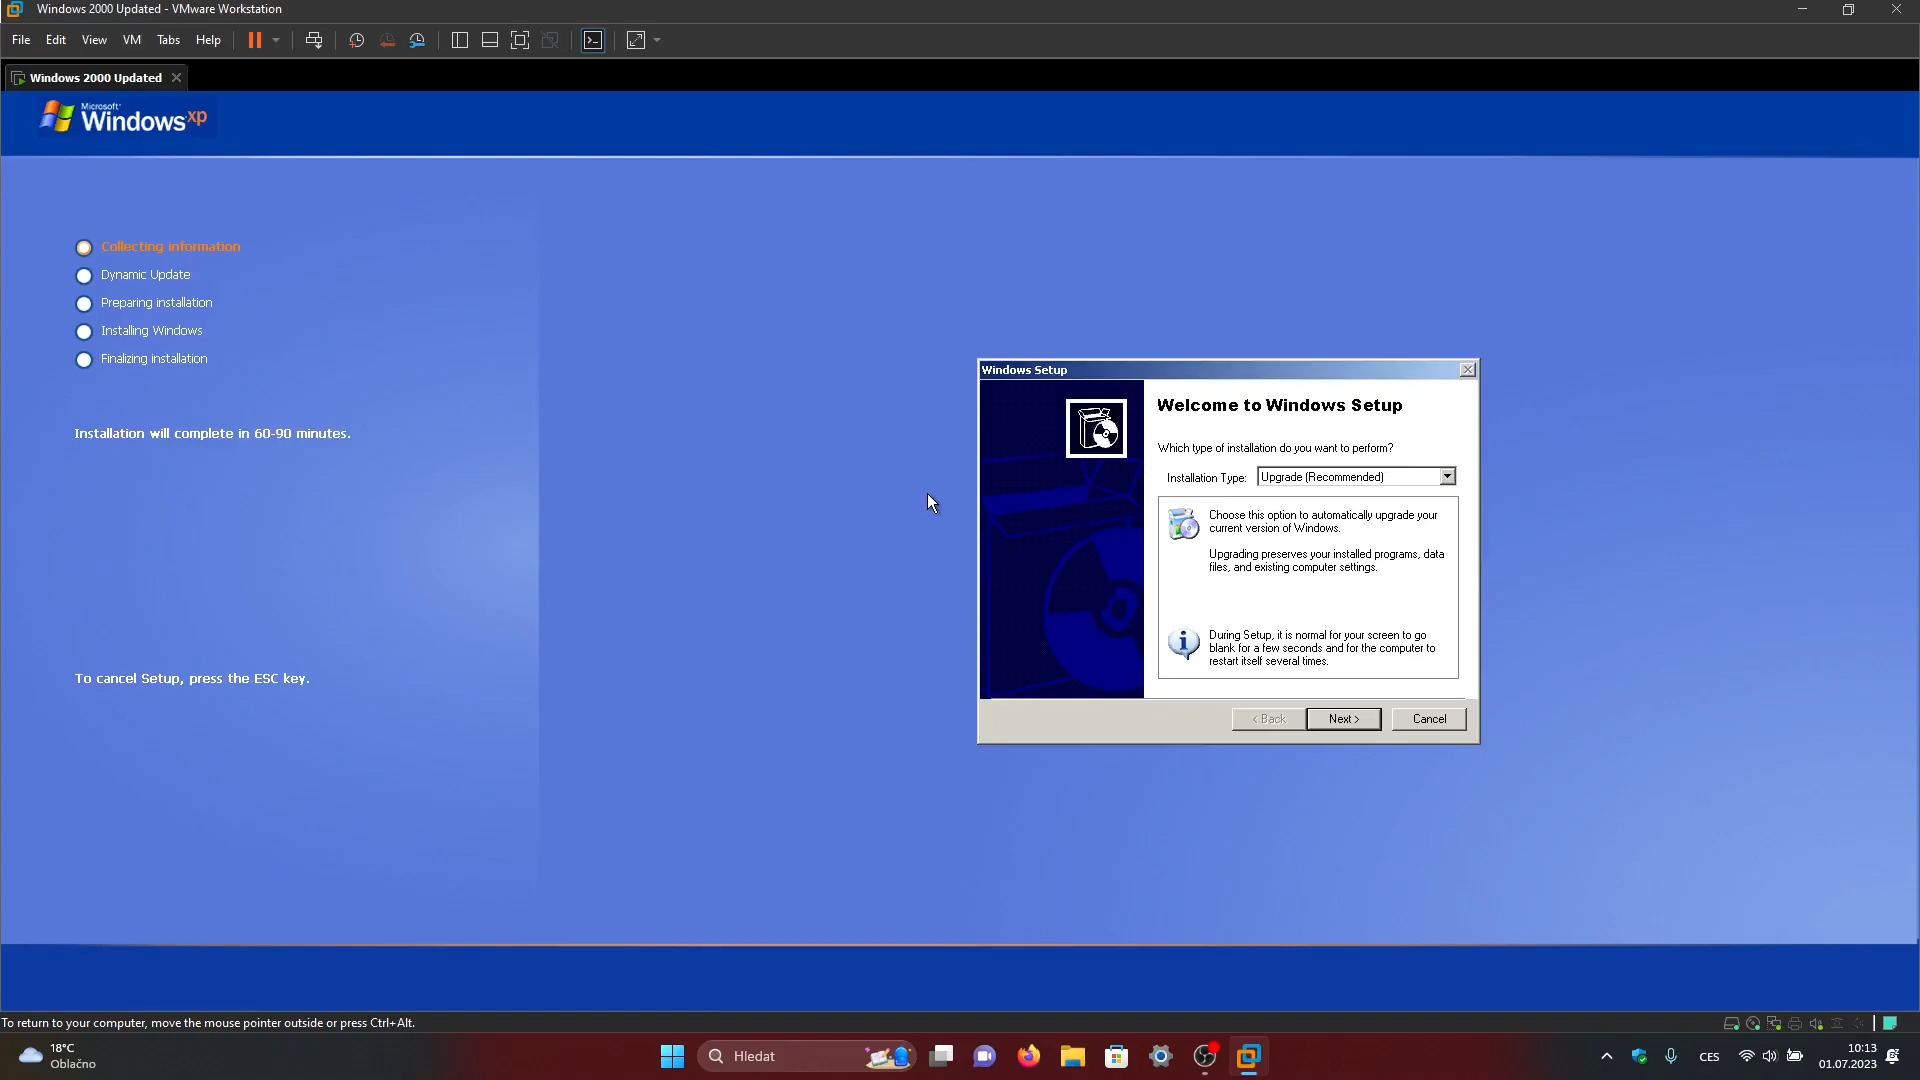 Windows 2000 Updated - VMware Workstation
File Edit View VM Tabs Help
Windows 2000 Updated
Microsoft
Windows xp
Collecting information
Dynamic Update
Preparing installation
Installing Windows
Finalizing installation
Installation will complete in 60-90 minutes.
To cancel Setup, press the ESC key.
Windows Setup
Welcome to Windows Setup
Which type of installation do you want to perform?
Installation Type: Upgrade (Recommended)
Choose this option to automatically upgrade your
current version of Windows.
Upgrading preserves your installed programs, data
files, and existing computer settings.
During Setup, it is normal for your screen to go
blank for a few seconds and for the computer to
restart itself several times.
< Back Next > Cancel
To return to your computer, move the mouse pointer outside or press Ctrl+Alt.
18°C
Oblačno
Hledat
CES
10:13
01.07.2023